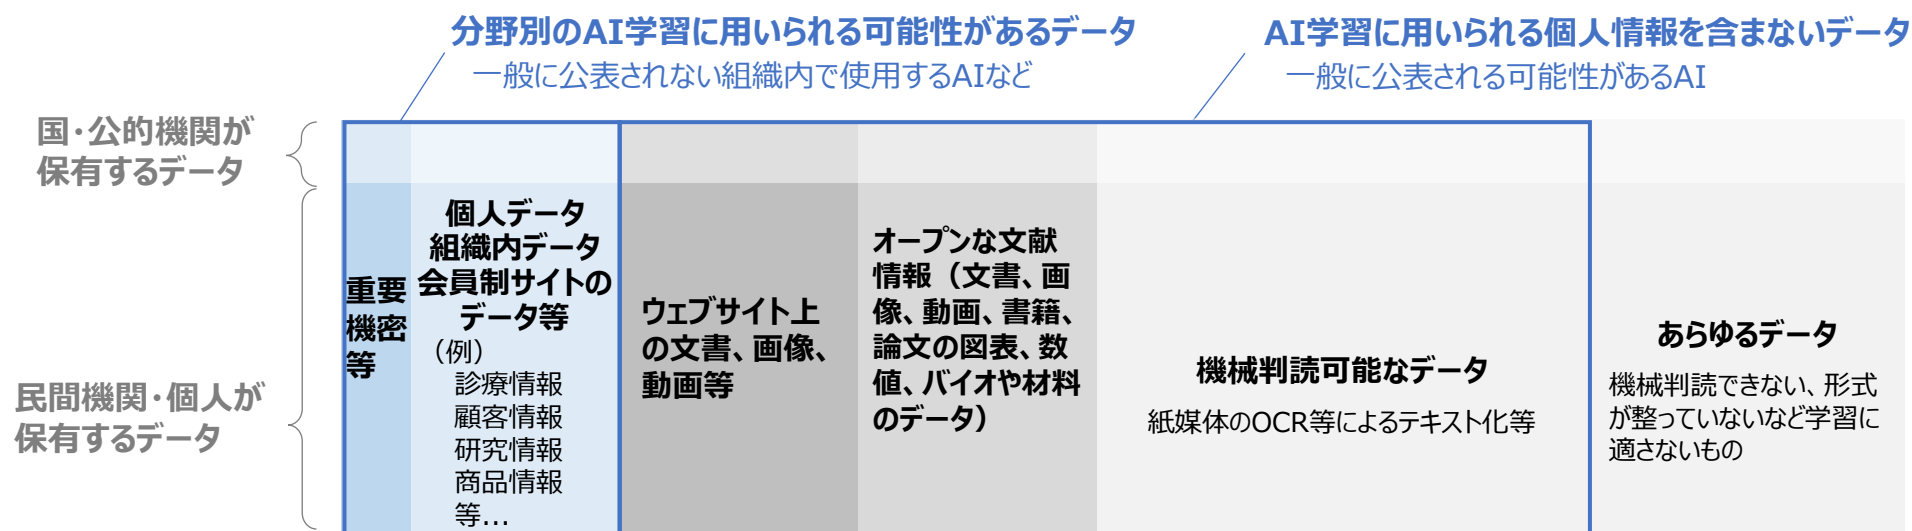 分野別のAI学習に用いられる可能性があるデータ
一般に公表されない組織内で使用するAIなど
AI学習に用いられる個人情報を含まないデータ
一般に公表される可能性があるAI
国・公的機関が
保有するデータ
民間機関・個人が
保有するデータ
重要
機密
等
個人データ
組織内データ
会員制サイトの
データ等
（例）
診療情報
顧客情報
研究情報
商品情報
等…
ウェブサイト上
の文書、画像、
動画等
オープンな文献
情報（文書、画
像、動画、書籍、
論文の図表、数
値、バイオや材料
のデータ）
機械判読可能なデータ
紙媒体のOCR等によるテキスト化等
あらゆるデータ
機械判読できない、形式
が整っていないなど学習に
適さないもの